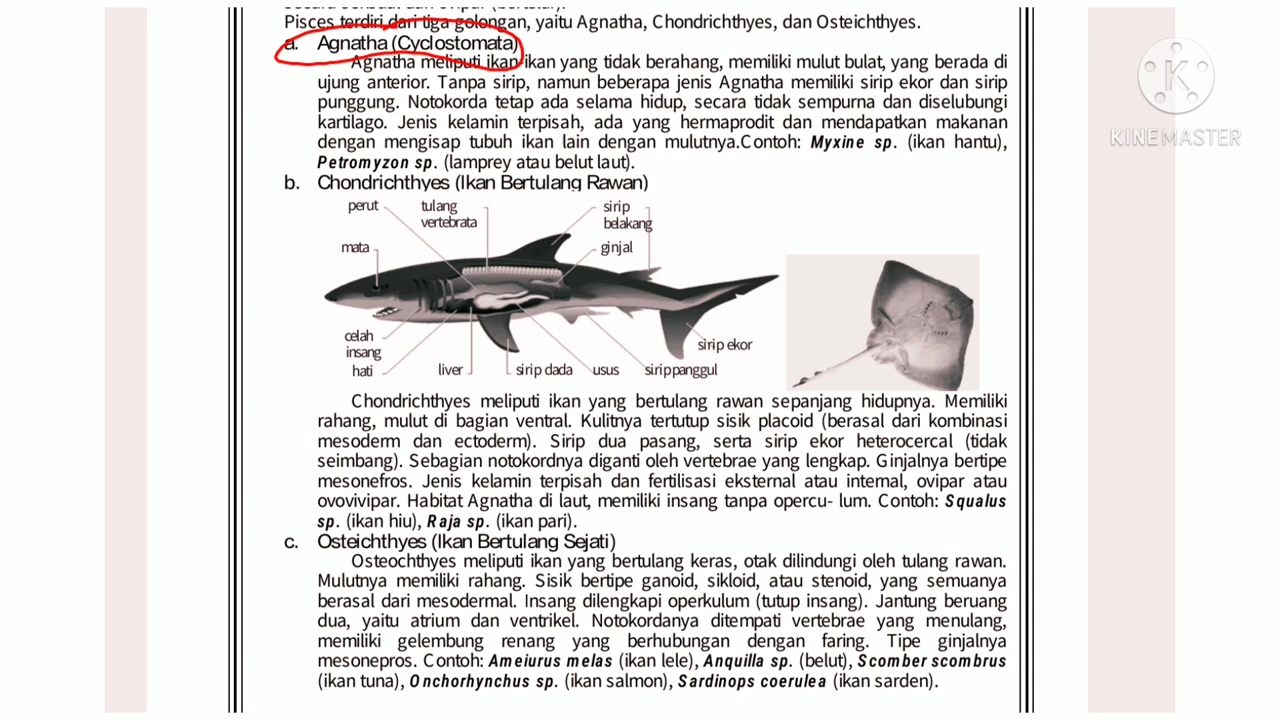 Pisces terdiri dari tiga golongan, yaitu Agnatha, Chondrichthyes, dan Osteichthyes.
a. Agnatha (Cyclostomata)
Agnatha meliputi ikan ikan yang tidak berahang, memiliki mulut bulat, yang berada di
ujung anterior. Tanpa sirip, namun beberapa jenis Agnatha memiliki sirip ekor dan sirip
punggung. Notokorda tetap ada selama hidup, secara tidak sempurna dan diselubungi
kartilago. Jenis kelamin terpisah, ada yang hermaprodit dan mendapatkan makanan
dengan mengisap tubuh ikan lain dengan mulutnya.Contoh: Myxine sp. (ikan hantu),
Petromyzon sp. (lamprey atau belut laut).
b. Chondrichthyes (Ikan Bertulang Rawan)
perut
tulang
vertebrata
sirip
belakang
mata
ginjal
celah
insang
hati
liver
sirip dada
usus
sirip panggul
sirip ekor
Chondrichthyes meliputi ikan yang bertulang rawan sepanjang hidupnya. Memiliki
rahang, mulut di bagian ventral. Kulitnya tertutup sisik placoid (berasal dari kombinasi
mesoderm dan ectoderm). Sirip dua pasang, serta sirip ekor heterocercal (tidak
seimbang). Sebagian notokordnya diganti oleh vertebrae yang lengkap. Ginjalnya bertipe
mesonefros. Jenis kelamin terpisah dan fertilisasi eksternal atau internal, ovipar atau
ovovivipar. Habitat Agnatha di laut, memiliki insang tanpa opercu- lum. Contoh: Squalus
sp. (ikan hiu), Raja sp. (ikan pari).
c. Osteichthyes (Ikan Bertulang Sejati)
Osteochthyes meliputi ikan yang bertulang keras, otak dilindungi oleh tulang rawan.
Mulutnya memiliki rahang. Sisik bertipe ganoid, sikloid, atau stenoid, yang semuanya
berasal dari mesodermal. Insang dilengkapi operkulum (tutup insang). Jantung beruang
dua, yaitu atrium dan ventrikel. Notokordanya ditempati vertebrae yang menulang,
memiliki gelembung renang yang berhubungan dengan faring. Tipe ginjalnya
mesonepros. Contoh: Ameiurus melas (ikan lele), Anquilla sp. (belut), Scomber scombrus
(ikan tuna), Onchorhynchus sp. (ikan salmon), Sardinops coerulea (ikan sarden).
K
KINEMASTER